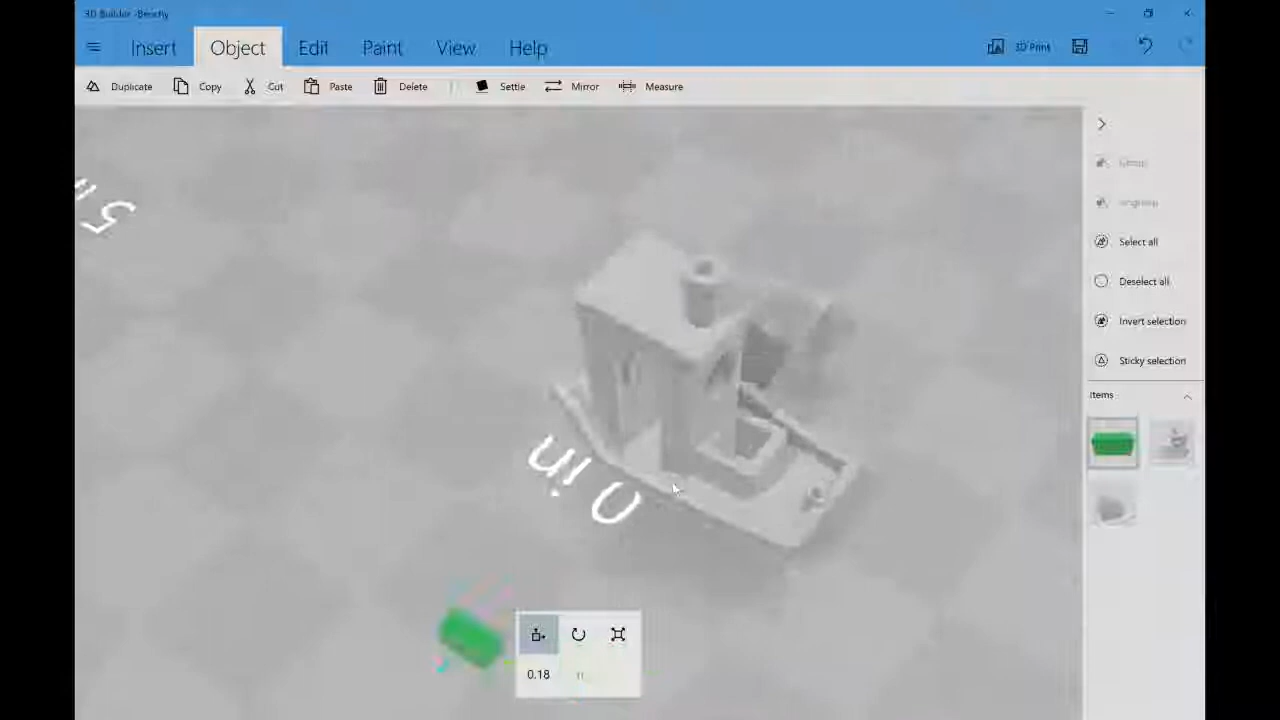 3D Builder - Benchy
Insert Object Edit Paint View Help 3D Print
Duplicate Copy Cut Paste Delete Settle Mirror Measure
5
Group
Ungroup
Select all
Deselect all
Invert selection
Sticky selection
Items
0 in
0.18